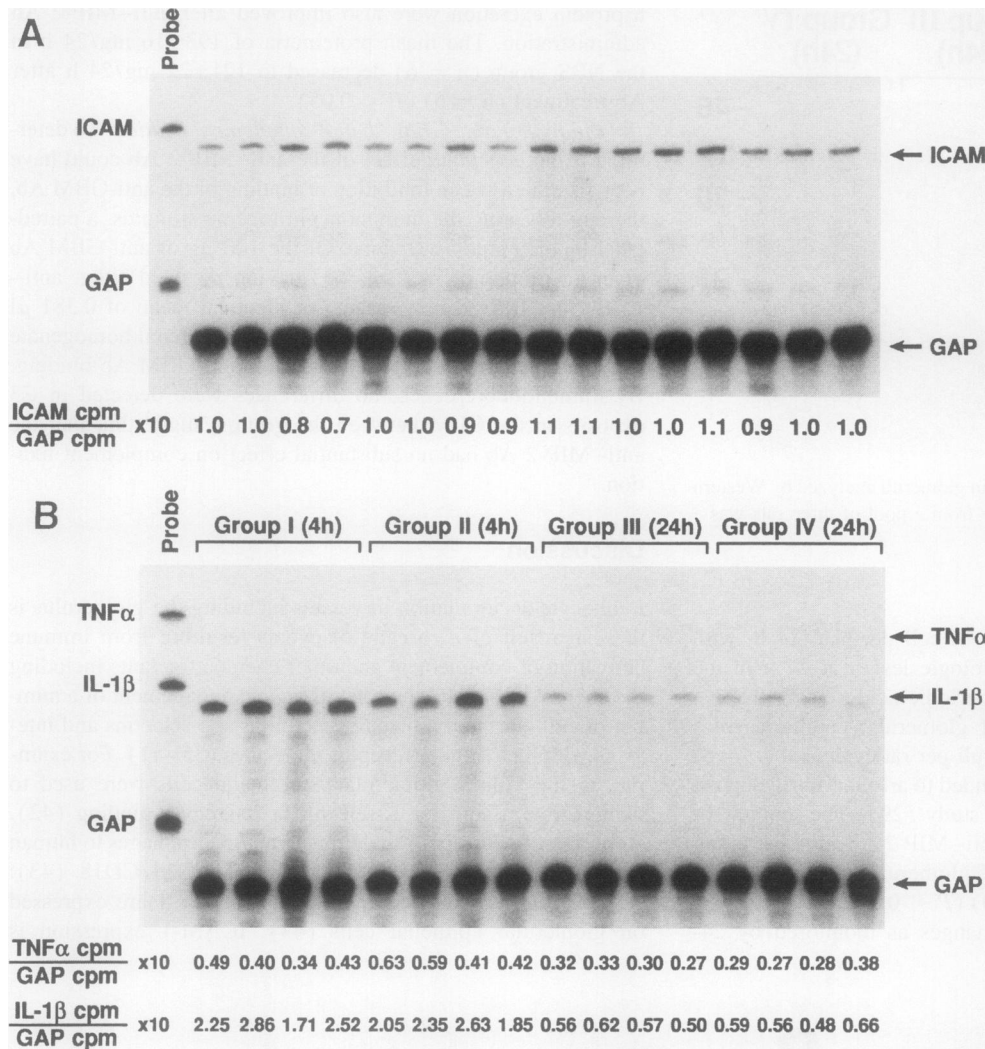 A
Probe
ICAM
ICAM
GAP
GAP
ICAM cpm
GAP cpm
x10
1.0 1.0 0.8 0.7 1.0 1.0 0.9 0.9 1.1 1.1 1.0 1.0 1.1 0.9 1.0 1.0
B
Probe
Group I (4h) Group II (4h) Group III (24h) Group IV (24h)
TNFα
TNFα
IL-1β
IL-1β
GAP
GAP
TNFα cpm
GAP cpm
x10
0.49 0.40 0.34 0.43 0.63 0.59 0.41 0.42 0.32 0.33 0.30 0.27 0.29 0.27 0.28 0.38
IL-1β cpm
GAP cpm
x10
2.25 2.86 1.71 2.52 2.05 2.35 2.63 1.85 0.56 0.62 0.57 0.50 0.59 0.56 0.48 0.66